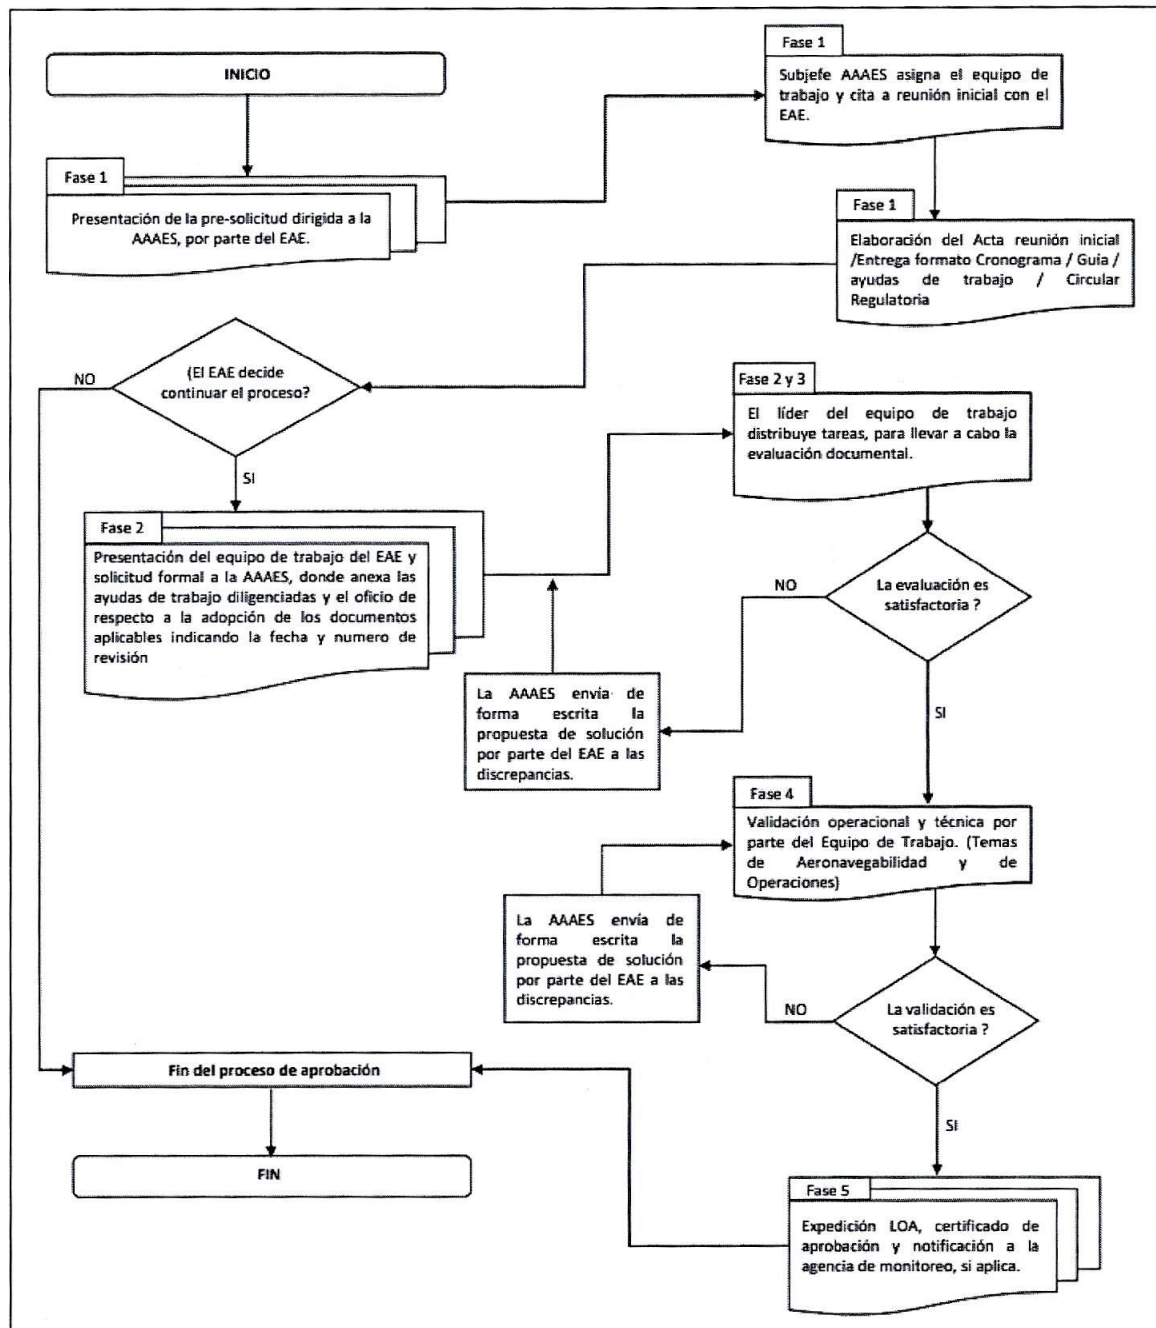 INICIO
Fase 1
Presentación de la pre-solicitud dirigida a la
AAAES, por parte del EAE.
Fase 1
Subjefe AAAES asigna el equipo de
trabajo y cita a reunión inicial con el
EAE.
Fase 1
Elaboración del Acta reunión inicial
/Entrega formato Cronograma / Guía /
ayudas de trabajo / Circular
Regulatoria
(El EAE decide
continuar el proceso?
NO
SI
Fase 2
Presentación del equipo de trabajo del EAE y
solicitud formal a la AAAES, donde anexa las
ayudas de trabajo diligenciadas y el oficio de
respecto a la adopción de los documentos
aplicables indicando la fecha y numero de
revisión
Fase 2 y 3
El líder del equipo de trabajo
distribuye tareas, para llevar a cabo la
evaluación documental.
La evaluación es
satisfactoria ?
NO
La AAAES envía de
forma escrita la
propuesta de solución
por parte del EAE a las
discrepancias.
SI
Fase 4
Validación operacional y técnica por
parte del Equipo de Trabajo. (Temas
de Aeronavegabilidad y de
Operaciones)
La AAAES envía de
forma escrita la
propuesta de solución
por parte del EAE a las
discrepancias.
La validación es
satisfactoria ?
NO
SI
Fase 5
Expedición LOA, certificado de
aprobación y notificación a la
agencia de monitoreo, si aplica.
Fin del proceso de aprobación
FIN